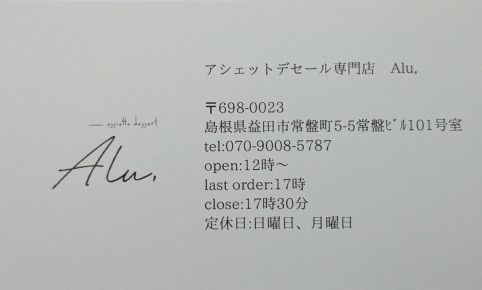 アシェットデセール専門店　Alu,
〒698-0023
島根県益田市常盤町5-5常盤ﾋﾞﾙ101号室
tel:070-9008-5787
open:12時～
last order:17時
close:17時30分
定休日:日曜日、月曜日
assiette dessert
Alu,